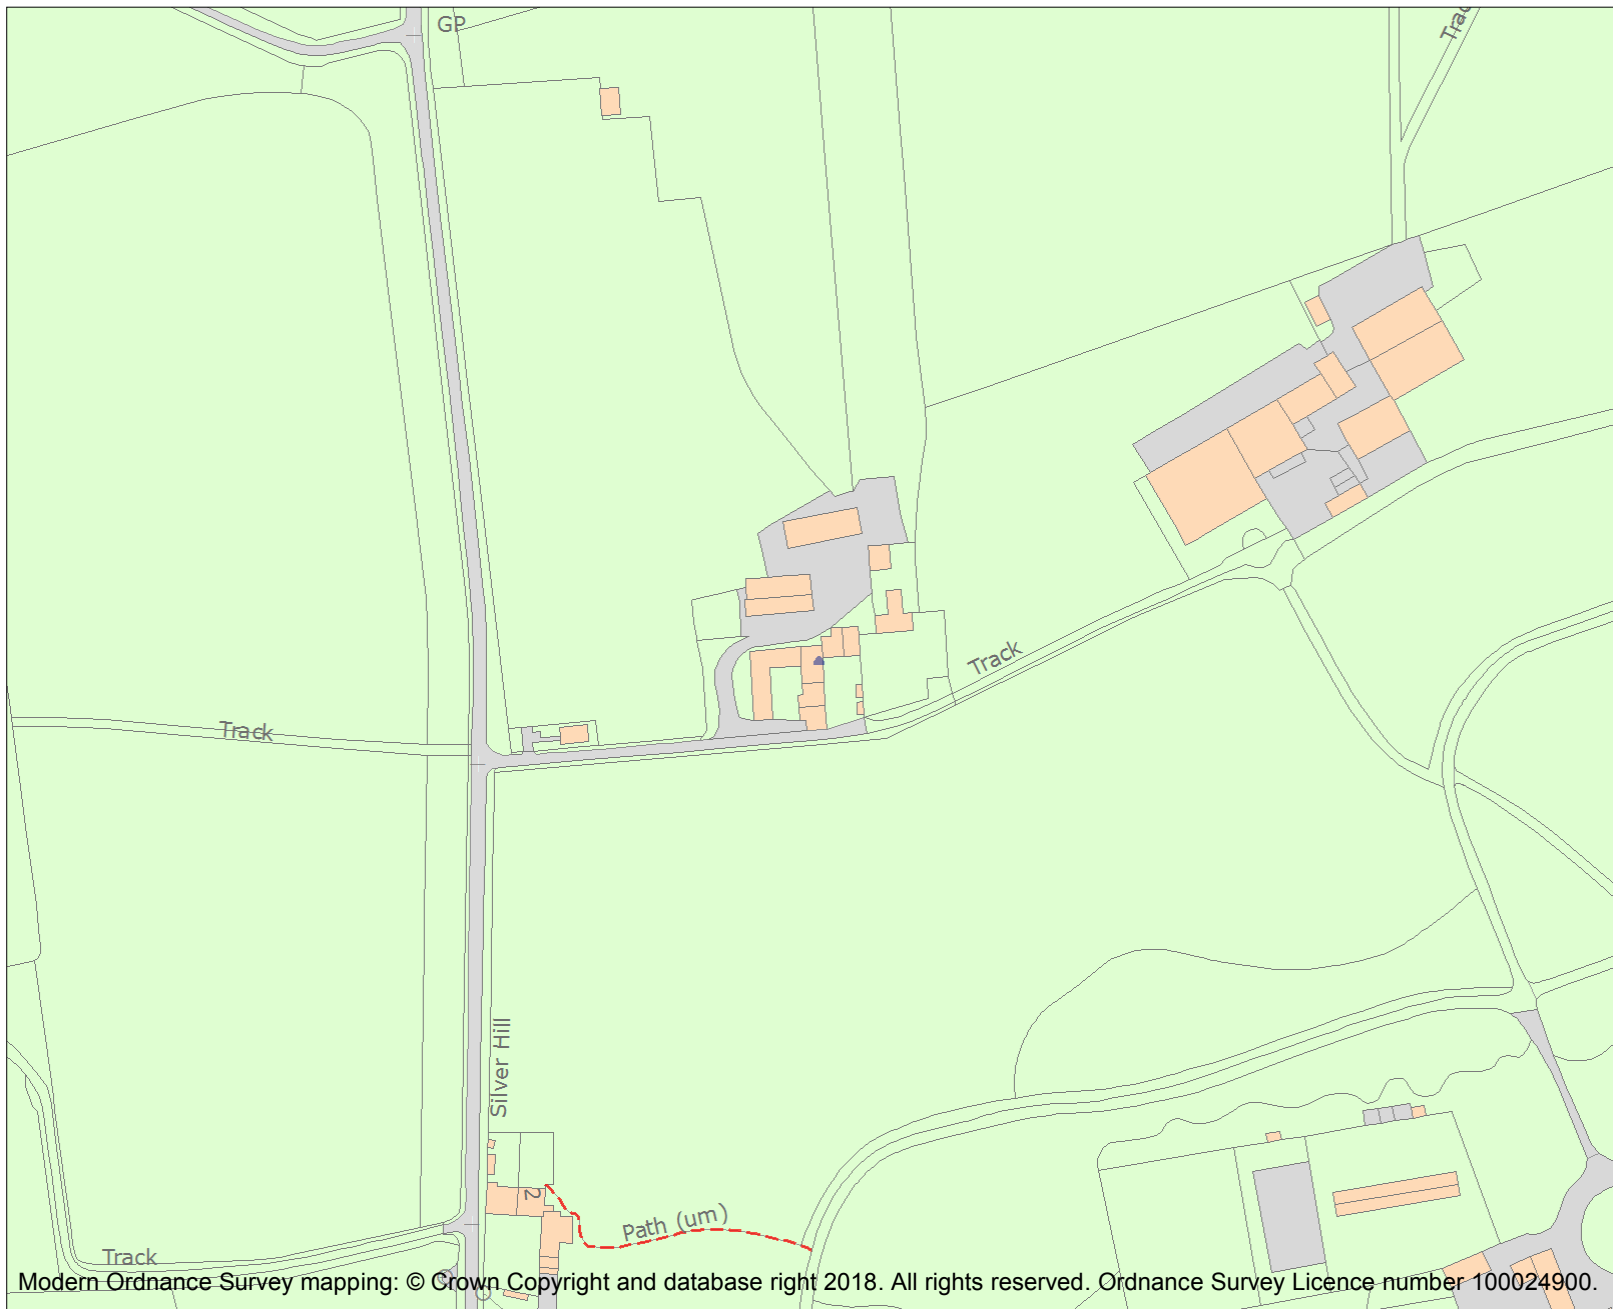 GP
Trac
Track
Track
Silver Hill
2
Path (um)
Track
Modern Ordnance Survey mapping: © Crown Copyright and database right 2018. All rights reserved. Ordnance Survey Licence number 100024900.